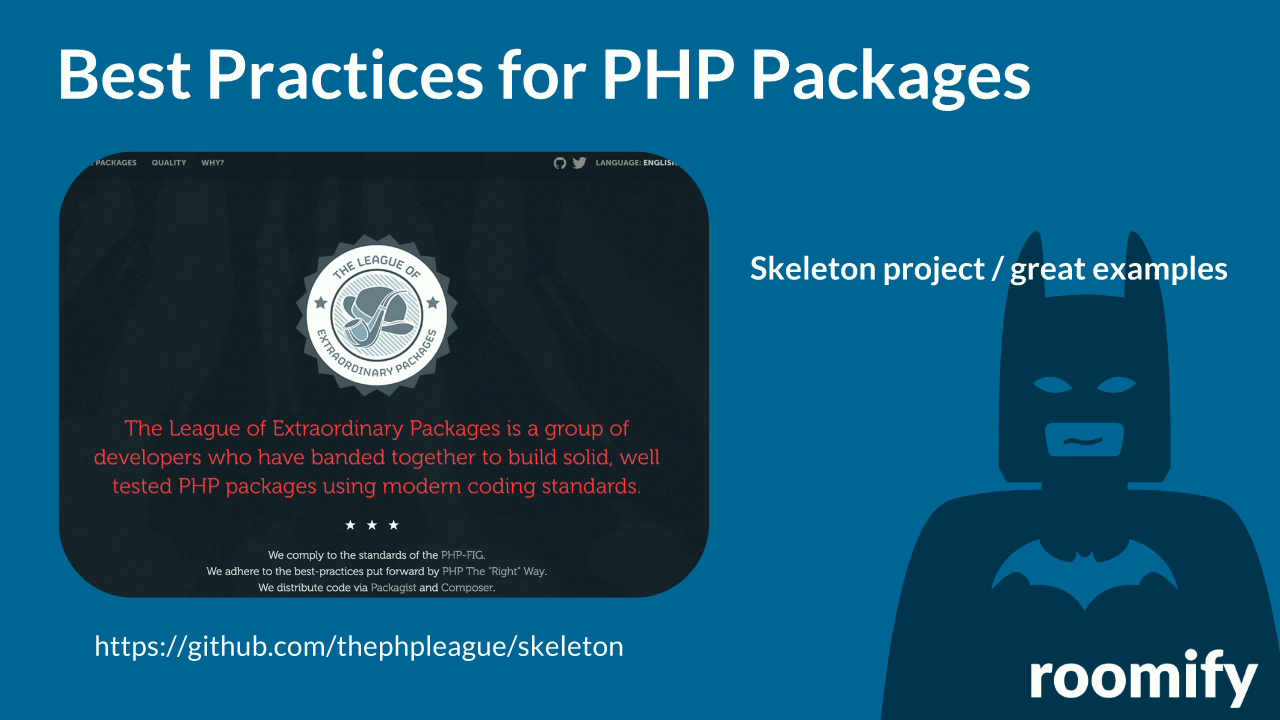 Best Practices for PHP Packages
PACKAGES QUALITY WHY? LANGUAGE: ENGLISH
THE LEAGUE OF
EXTRAORDINARY PACKAGES
The League of Extraordinary Packages is a group of
developers who have banded together to build solid, well
tested PHP packages using modern coding standards.
We comply to the standards of the PHP-FIG.
We adhere to the best-practices put forward by PHP The "Right" Way.
We distribute code via Packagist and Composer.
https://github.com/thephpleague/skeleton
Skeleton project / great examples
roomify